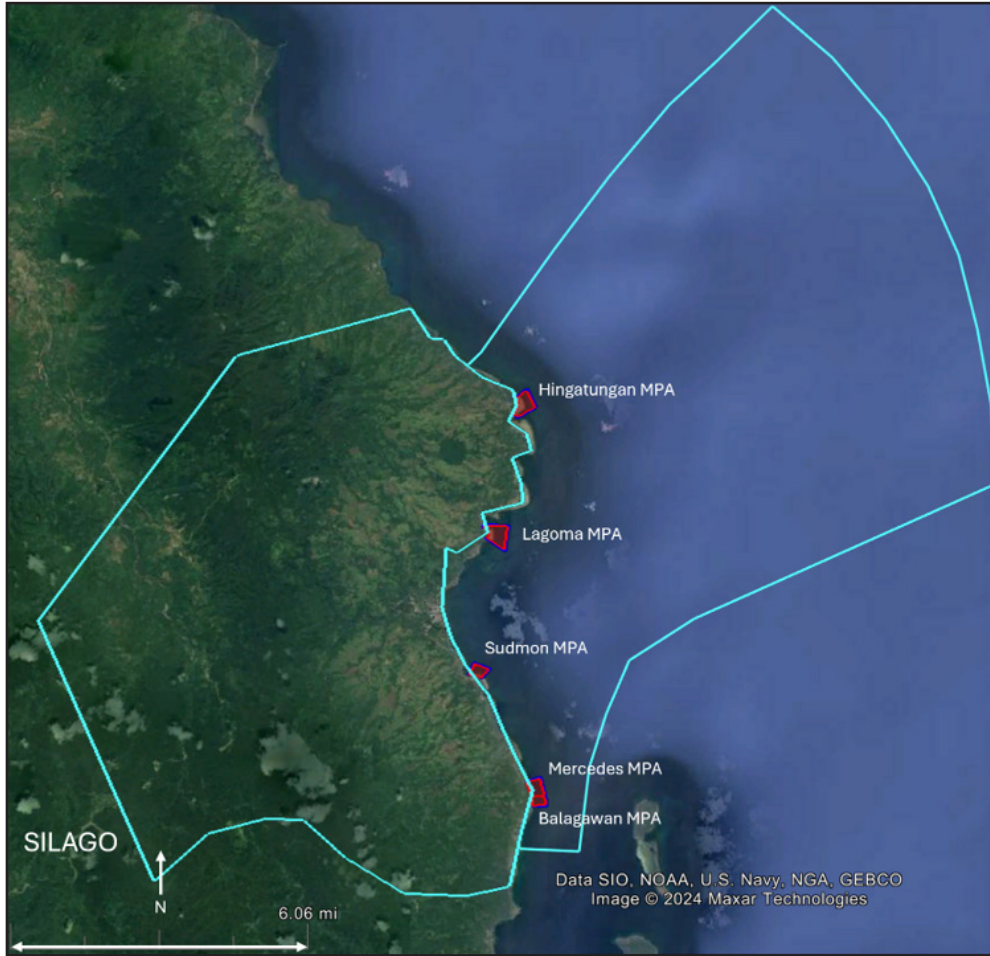 Hingatungan MPA
Lagoma MPA
Sudmon MPA
Mercedes MPA
Balagawan MPA
SILAGO
N
6.06 mi
Data SIO, NOAA, U.S. Navy, NGA, GEBCO
Image © 2024 Maxar Technologies